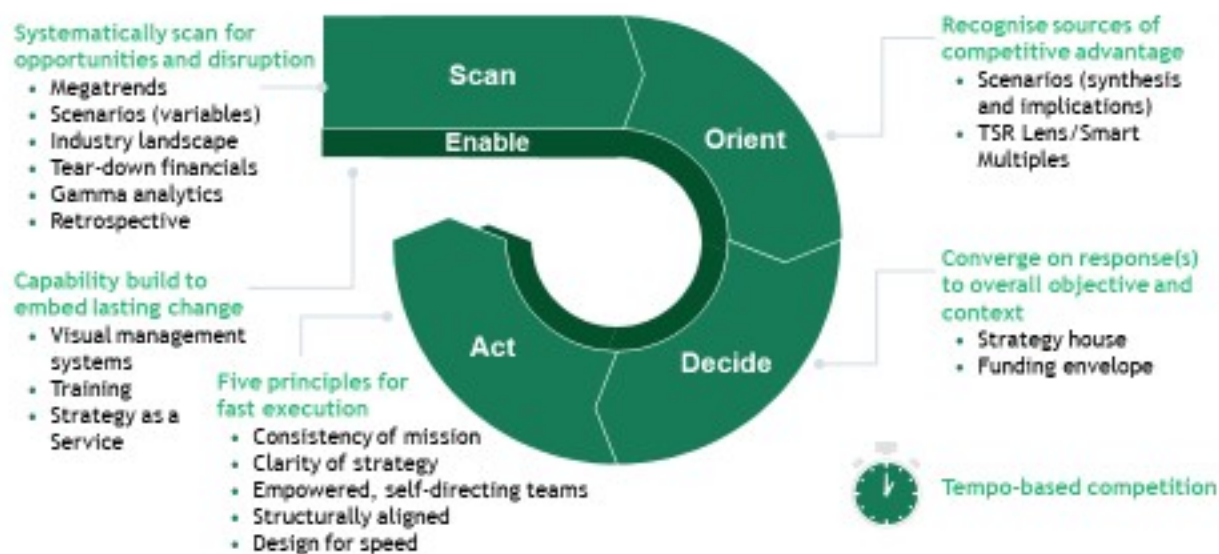 Systematically scan for
opportunities and disruption
• Megatrends
• Scenarios (variables)
• Industry landscape
• Tear-down financials
• Gamma analytics
• Retrospective
Scan
Enable
Orient
Decide
Act
Recognise sources of
competitive advantage
• Scenarios (synthesis
and implications)
• TSR Lens/Smart
Multiples
Converge on response(s)
to overall objective and
context
• Strategy house
• Funding envelope
Capability build to
embed lasting change
• Visual management
systems
• Training
• Strategy as a
Service
Five principles for
fast execution
• Consistency of mission
• Clarity of strategy
• Empowered, self-directing teams
• Structurally aligned
• Design for speed
Tempo-based competition